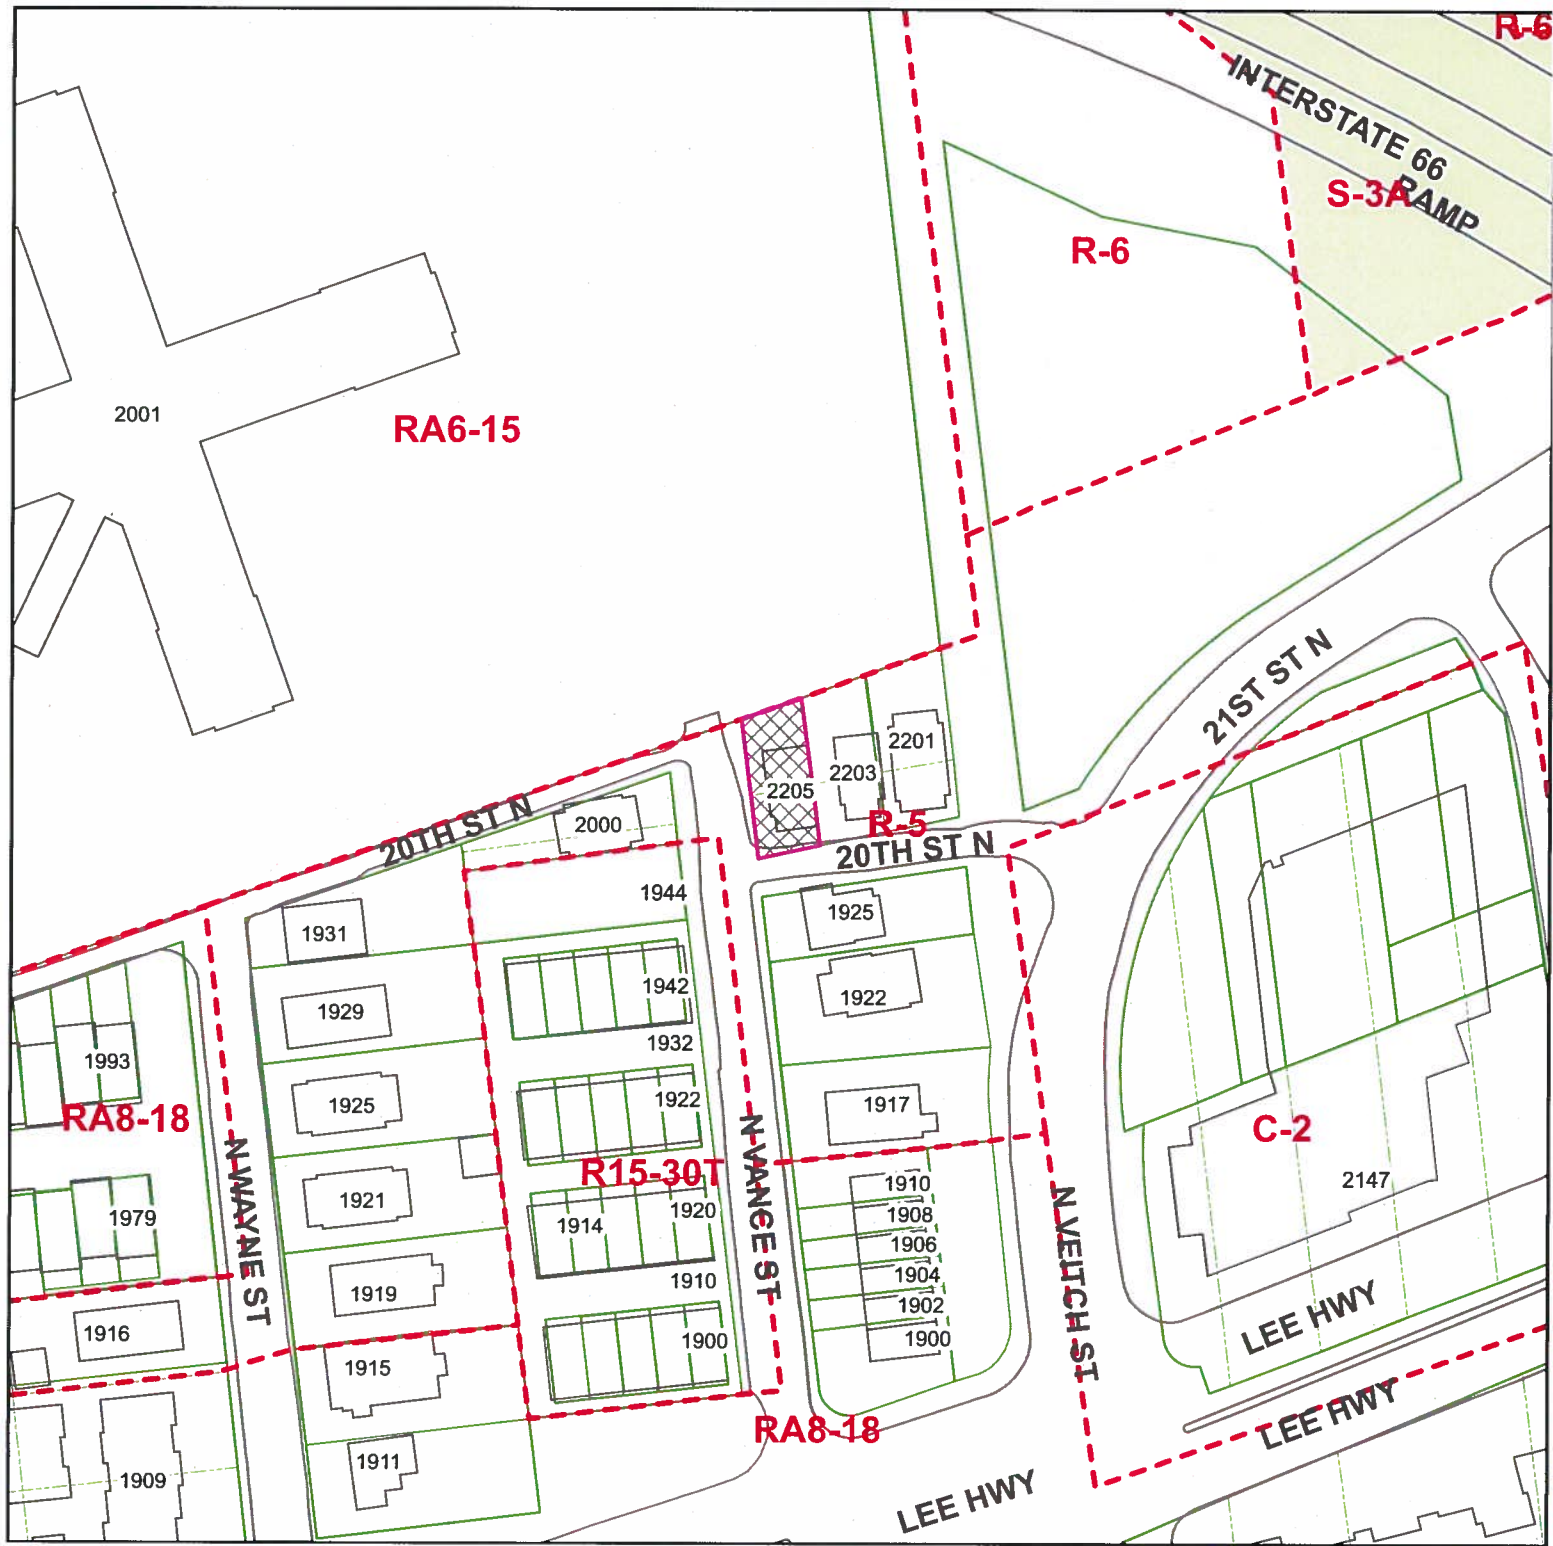 R-6
INTERSTATE 66
RAMP
S-3A
R-6
2001
RA6-15
21ST ST N
2201
2203
2205
R-5
20TH ST N
20TH ST N
2000
1944
1931
1925
1942
1929
1922
1932
1993
1925
1922
1917
RA8-18
C-2
N WAYNE ST
R15-30T
N VANCE ST
2147
1921
1910
1979
1914
1920
1908
1906
1910
1904
1919
1902
N VEITCH ST
1916
1900
1900
LEE HWY
1915
RA8-18
LEE HWY
1911
1909
LEE HWY